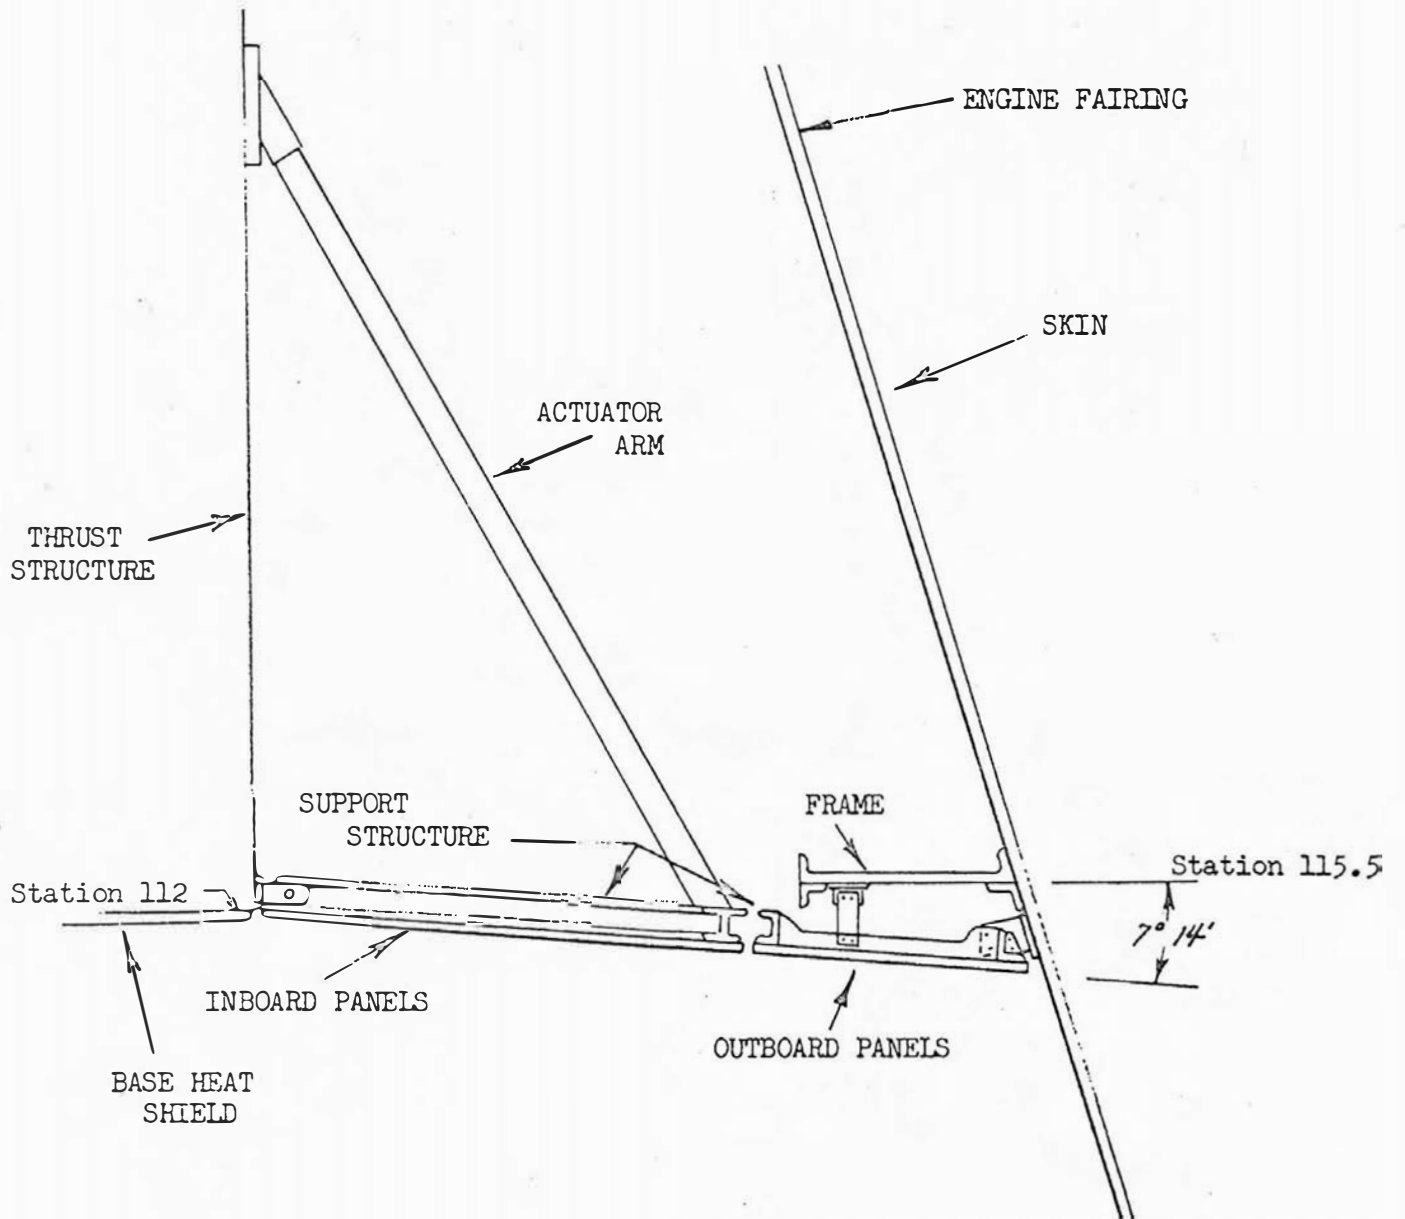 ENGINE FAIRING
SKIN
ACTUATOR
ARM
THRUST
STRUCTURE
SUPPORT
STRUCTURE
FRAME
Station 115.5
Station 112
7° 14'
INBOARD PANELS
OUTBOARD PANELS
BASE HEAT
SHIELD